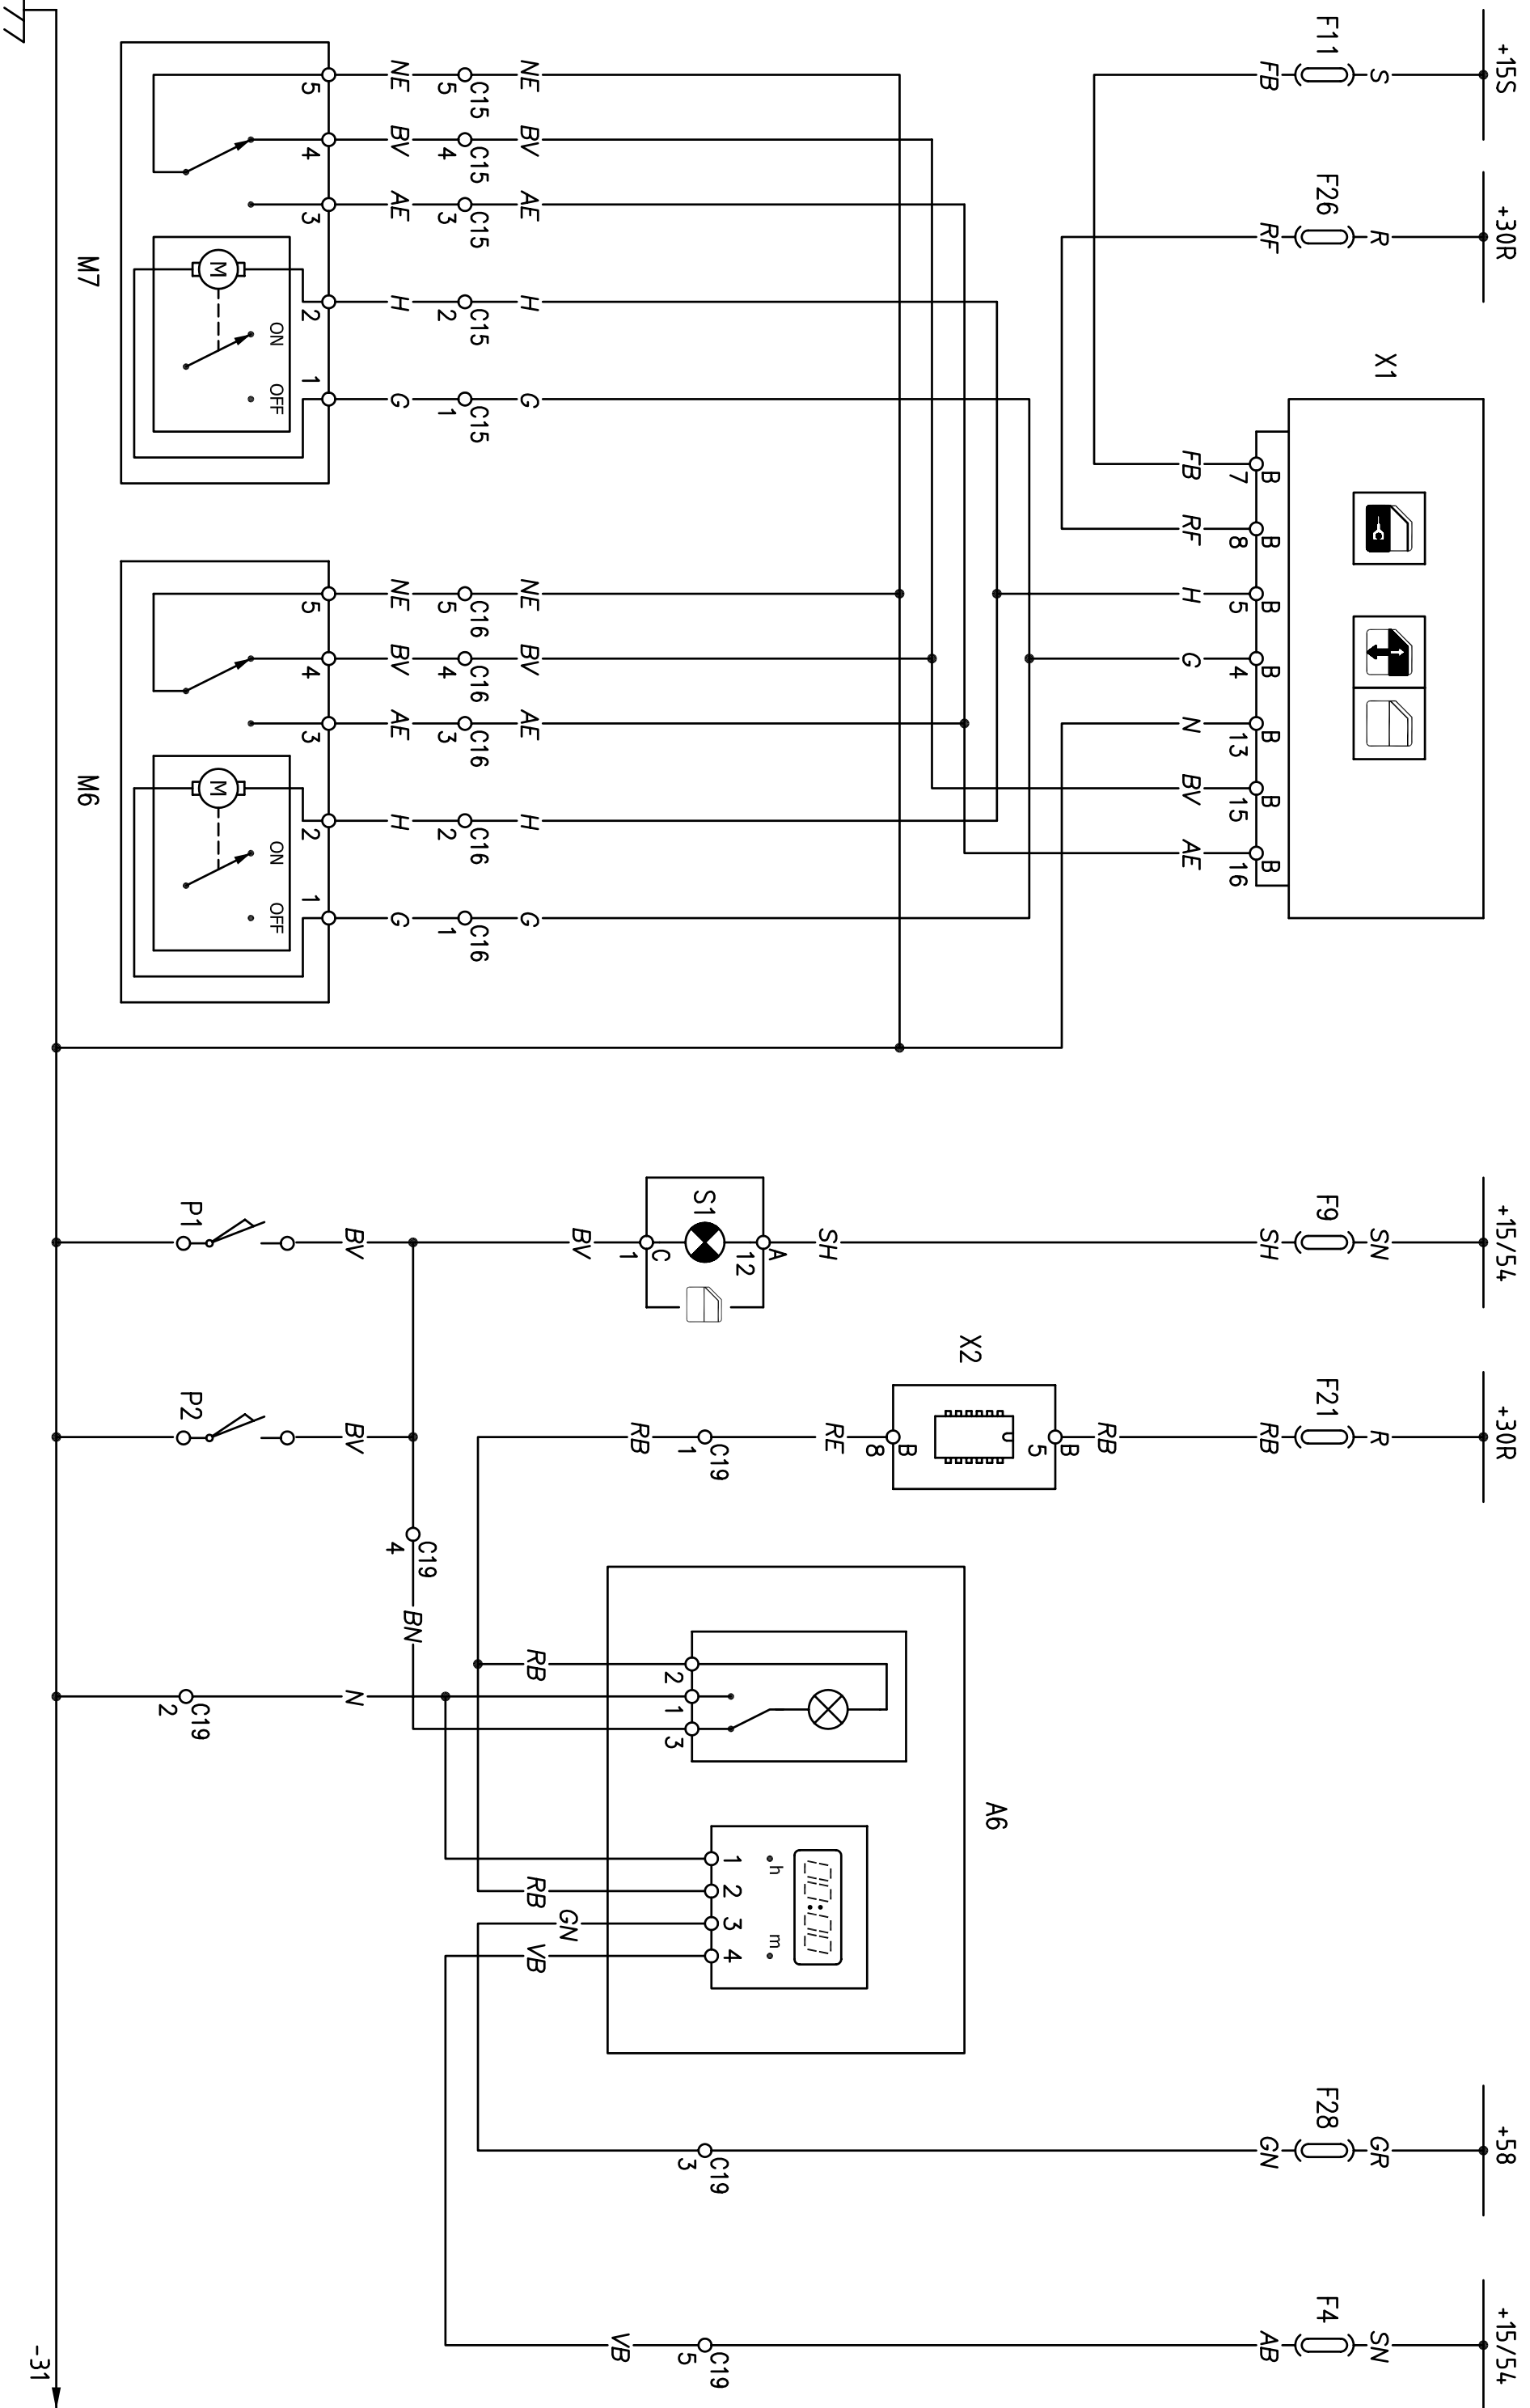 +15S
+30R
+15/54
+30R
+58
+15/54
S
R
SN
R
GR
SN
F11
F26
F9
F21
F28
F4
FB
RF
SH
RB
GN
AB
X1
B B B B B B B
7 8 5 4 13 15 16
FB RF H G N BV AE
RB
B
5
X2
B
8
RE
A6
SH
A
12
S1
C
1
BV
h m
1 2 3 4
2 1 3
C19
1
C19
3
C19
5
RB
VB
GN
RB
RB
VB
NE BV AE H G
NE BV AE H G
C15 C15 C15 C15 C15
5 4 3 2 1
C16 C16 C16 C16 C16
5 4 3 2 1
C19
4
BN
NE BV AE H G
NE BV AE H G
BV
BV
N
5 4 3 2 1
5 4 3 2 1
ON OFF
ON OFF
M
M
C19
2
P1
P2
M7
M6
-31